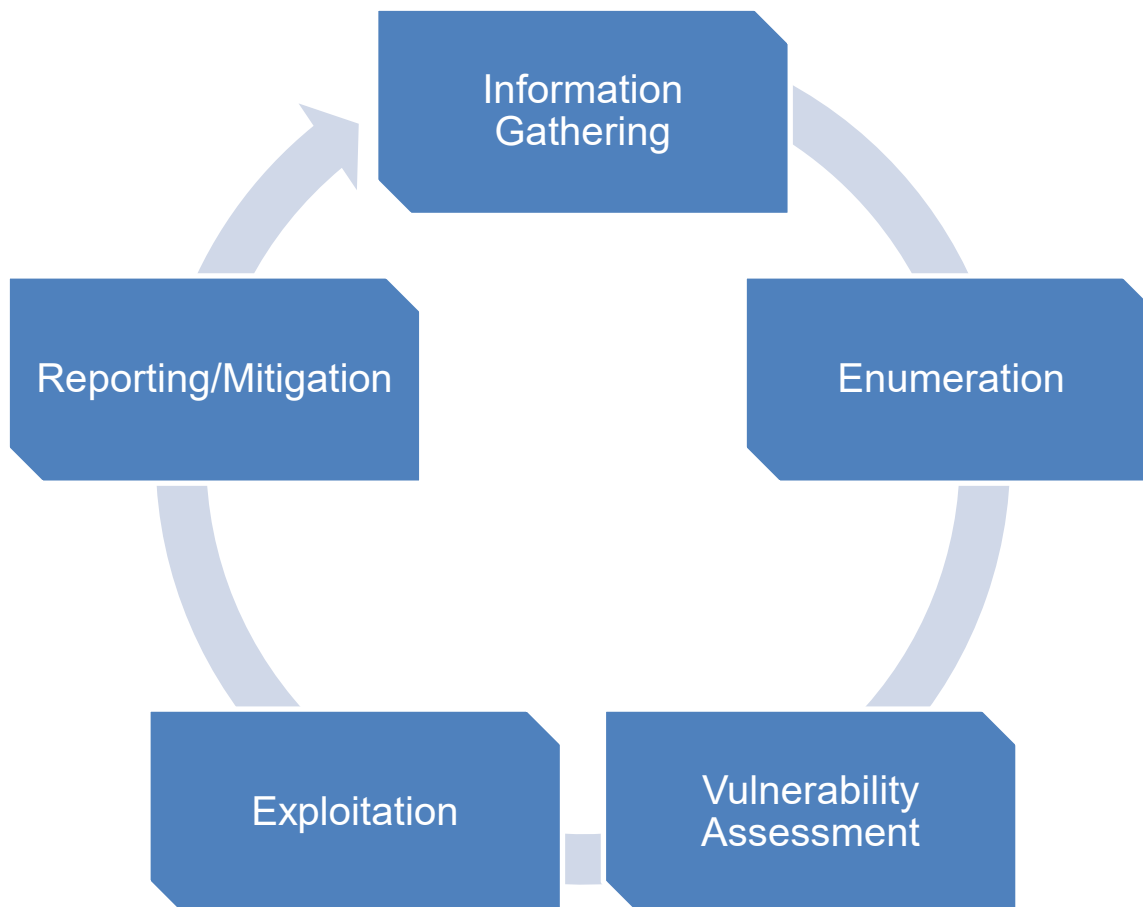 Information
Gathering
Enumeration
Vulnerability
Assessment
Exploitation
Reporting/Mitigation